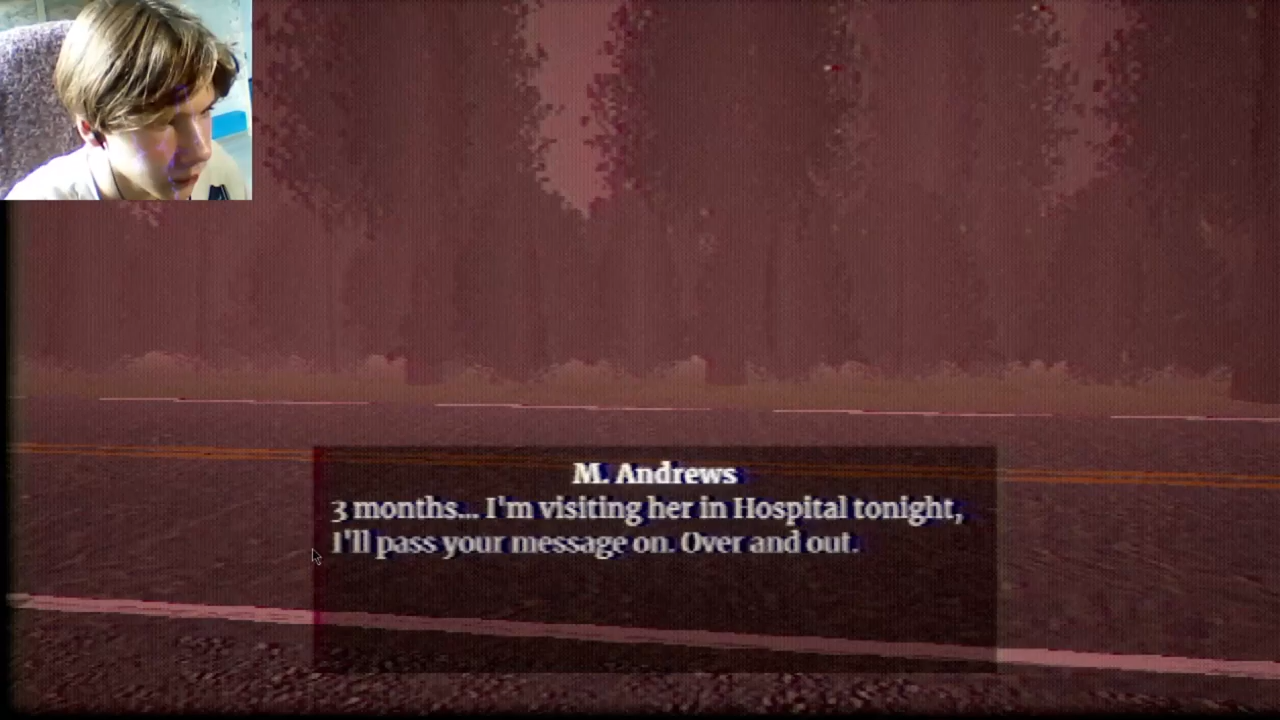 M. Andrews
3 months... I'm visiting her in Hospital tonight,
I'll pass your message on. Over and out.